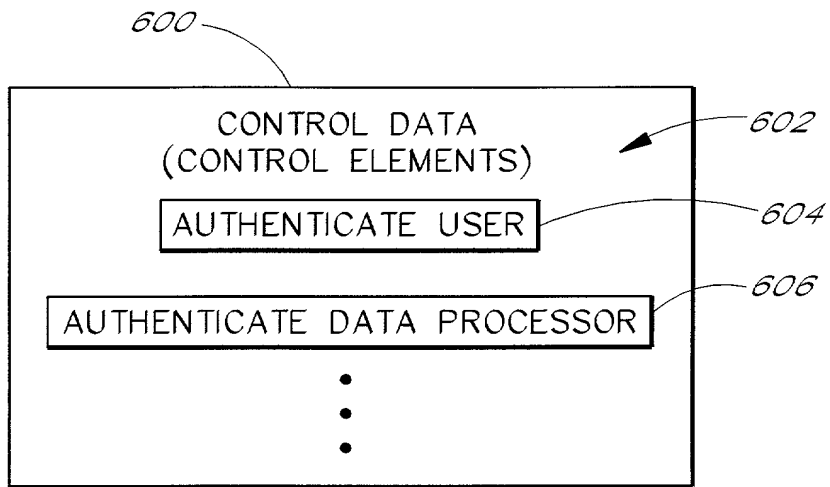 600
CONTROL DATA
(CONTROL ELEMENTS)
602
AUTHENTICATE USER
604
606
AUTHENTICATE DATA PROCESSOR